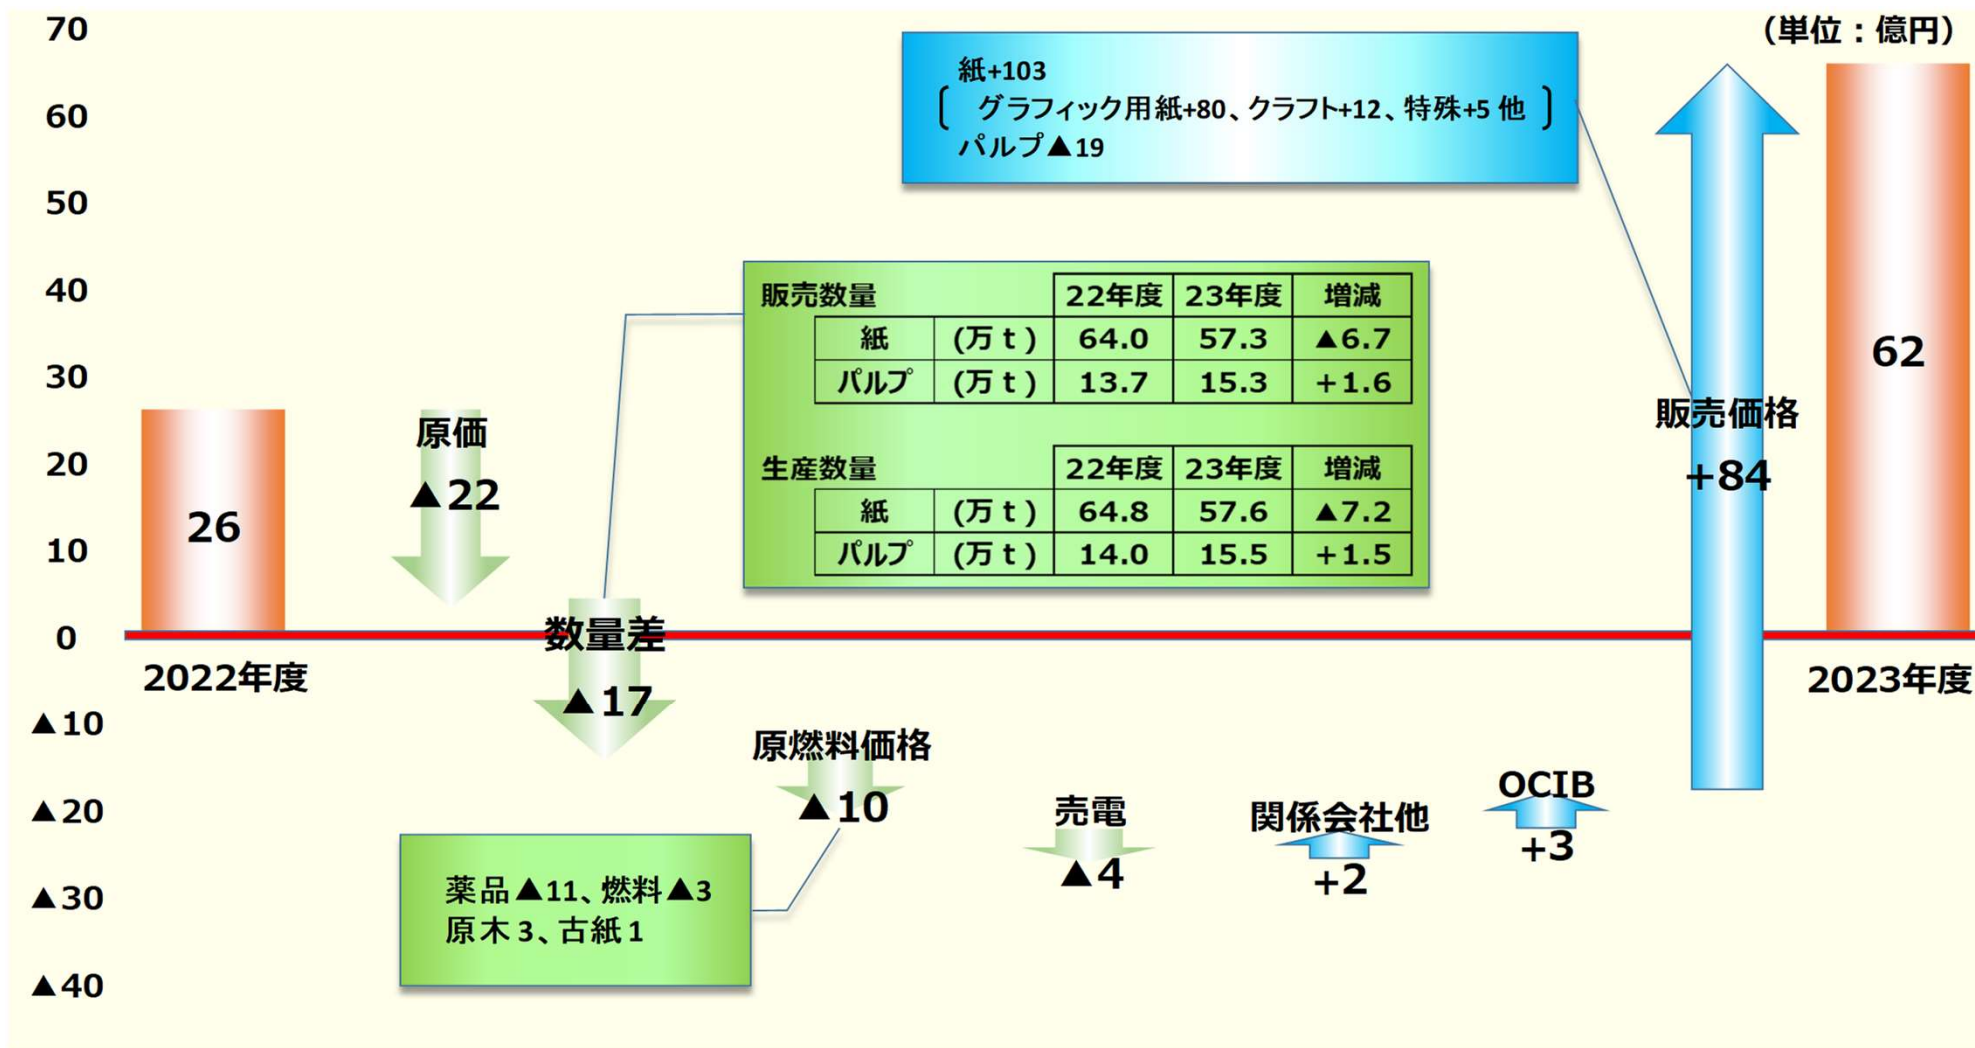 (単位：億円)
70
60
50
40
30
20
10
0
▲10
▲20
▲30
▲40
紙+103
グラフィック用紙+80、クラフト+12、特殊+5 他
パルプ▲19
販売数量 22年度 23年度 増減
紙 (万ｔ) 64.0 57.3 ▲6.7
パルプ (万ｔ) 13.7 15.3 +1.6
生産数量 22年度 23年度 増減
紙 (万ｔ) 64.8 57.6 ▲7.2
パルプ (万ｔ) 14.0 15.5 +1.5
26
2022年度
原価
▲22
数量差
▲17
原燃料価格
▲10
薬品▲11、燃料▲3
原木3、古紙1
売電
▲4
関係会社他
+2
OCIB
+3
販売価格
+84
62
2023年度